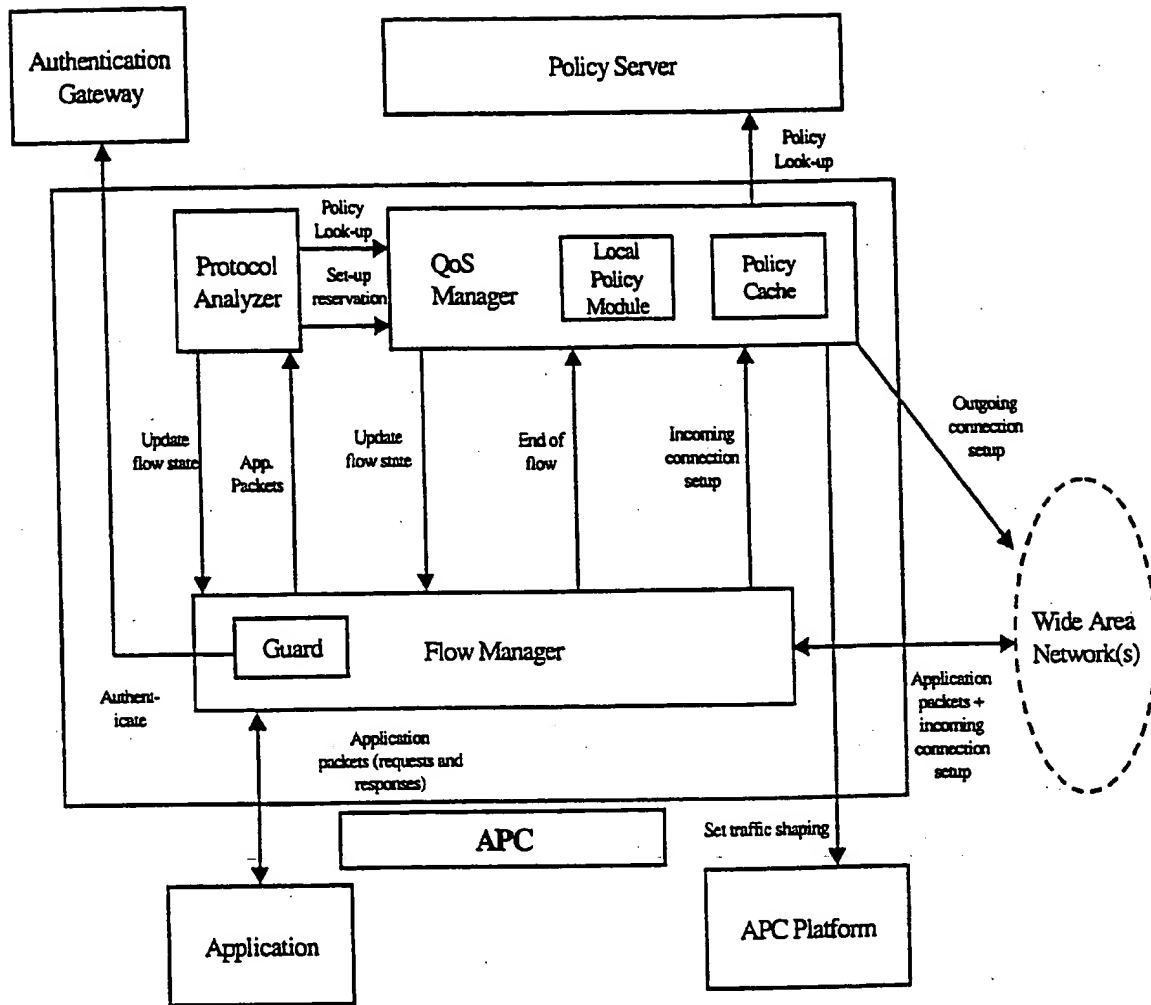 Authentication
Gateway
Policy Server
Policy
Look-up
Policy
Look-up
Protocol
Analyzer
Set-up
reservation
QoS
Manager
Local
Policy
Module
Policy
Cache
Update
flow state
App.
Packets
Update
flow state
End of
flow
Incoming
connection
setup
Outgoing
connection
setup
Guard
Flow Manager
Wide Area
Network(s)
Authent-
icate
Application
packets (requests and
responses)
Application
packets +
incoming
connection
setup
APC
Set traffic shaping
Application
APC Platform